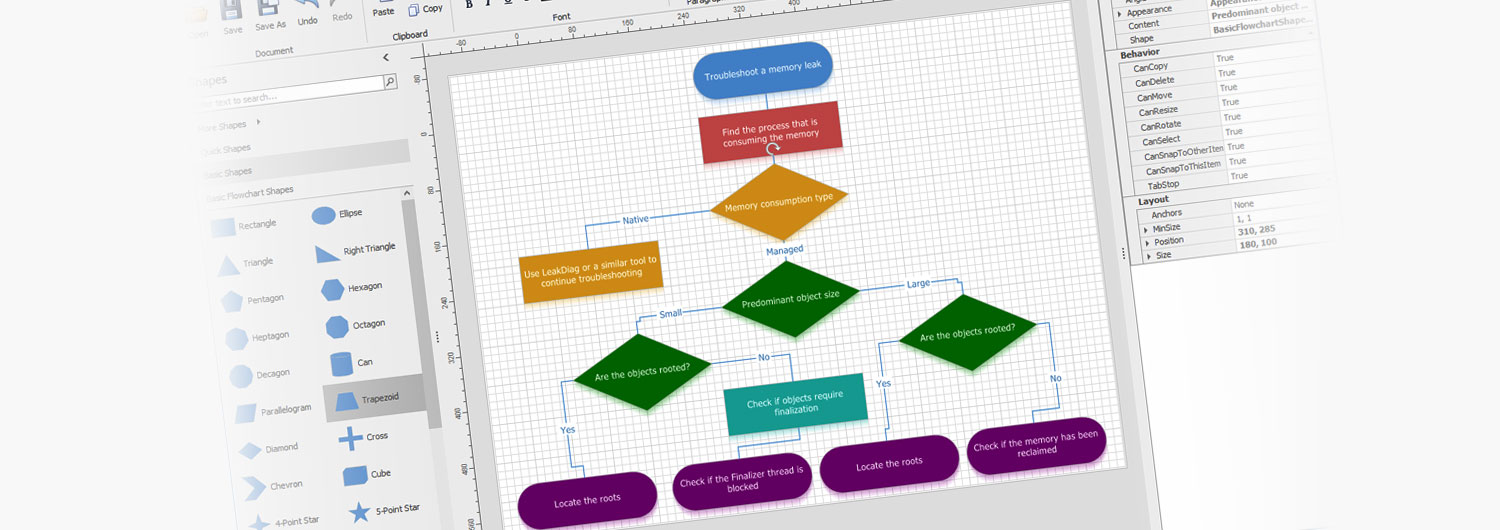 Open
Save
Save As
Undo
Redo
Paste
Copy
B
I
U
Document
Clipboard
Font
Shapes
text to search...
More Shapes
Quick Shapes
Basic Shapes
Basic Flowchart Shapes
Rectangle
Ellipse
Triangle
Right Triangle
Pentagon
Hexagon
Heptagon
Octagon
Decagon
Can
Parallelogram
Trapezoid
Diamond
Cross
Chevron
Cube
4-Point Star
5-Point Star
-80
0
80
160
240
320
400
80
0
80
160
240
320
400
480
Troubleshoot a memory leak
Find the process that is
consuming the memory
Memory consumption type
Native
Managed
Use LeakDiag or a similar tool to
continue troubleshooting
Predominant object size
Small
Large
Are the objects rooted?
Are the objects rooted?
No
Yes
Check if objects require
finalization
Yes
No
Locate the roots
Check if the Finalizer thread is
blocked
Locate the roots
Check if the memory has been
reclaimed
Appearance
Content
Predominant object ...
Shape
BasicFlowchartShape...
Behavior
CanCopy True
CanDelete True
CanMove True
CanResize True
CanRotate True
CanSelect True
CanSnapToOtherItem True
CanSnapToThisItem True
TabStop True
Layout
Anchors None
MinSize 1, 1
Position 310, 285
Size 180, 100